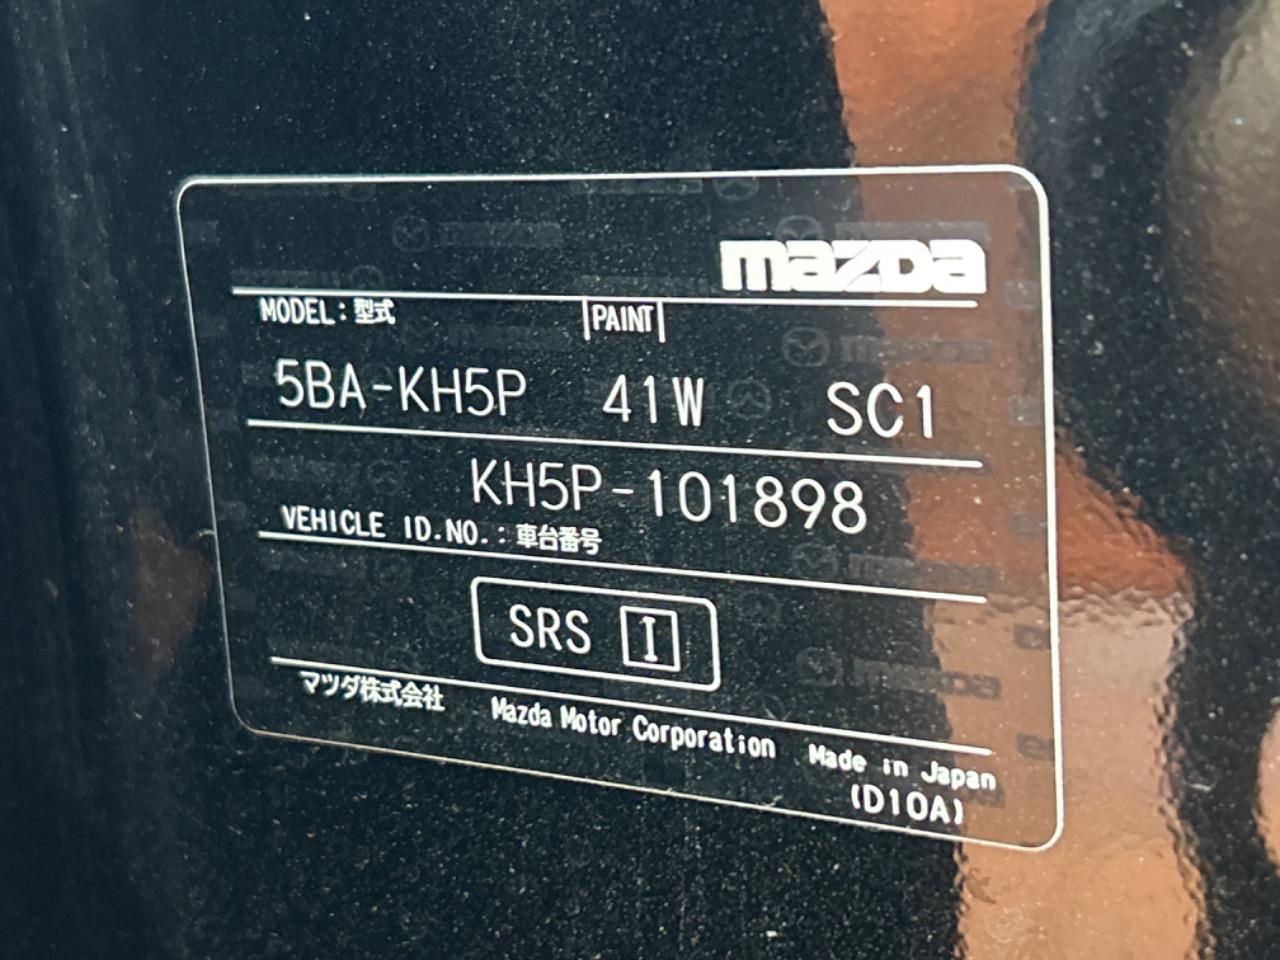 mazda
MODEL：型式 PAINT
5BA-KH5P 41W SC1
KH5P-101898
VEHICLE ID.NO.：車台番号
SRS I
マツダ株式会社 Mazda Motor Corporation Made in Japan
(D10A)